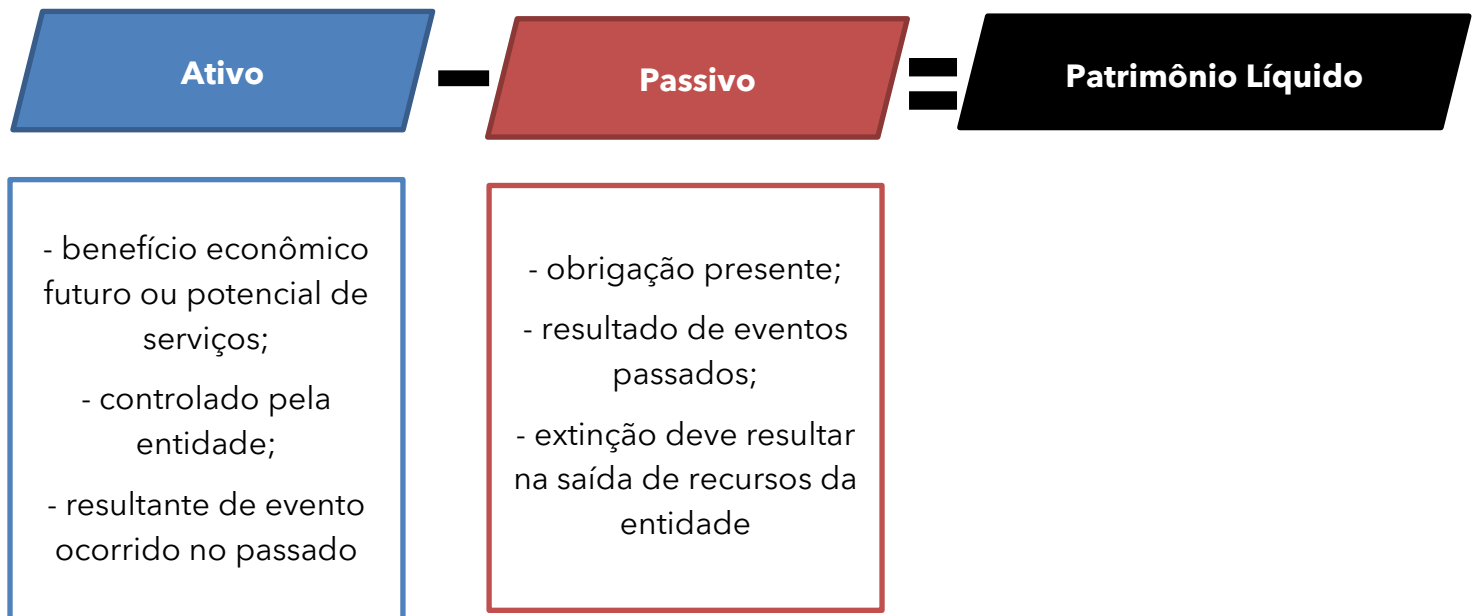 Ativo
Passivo
Patrimônio Líquido
- benefício econômico
futuro ou potencial de
serviços;
- controlado pela
entidade;
- resultante de evento
ocorrido no passado
- obrigação presente;
- resultado de eventos
passados;
- extinção deve resultar
na saída de recursos da
entidade